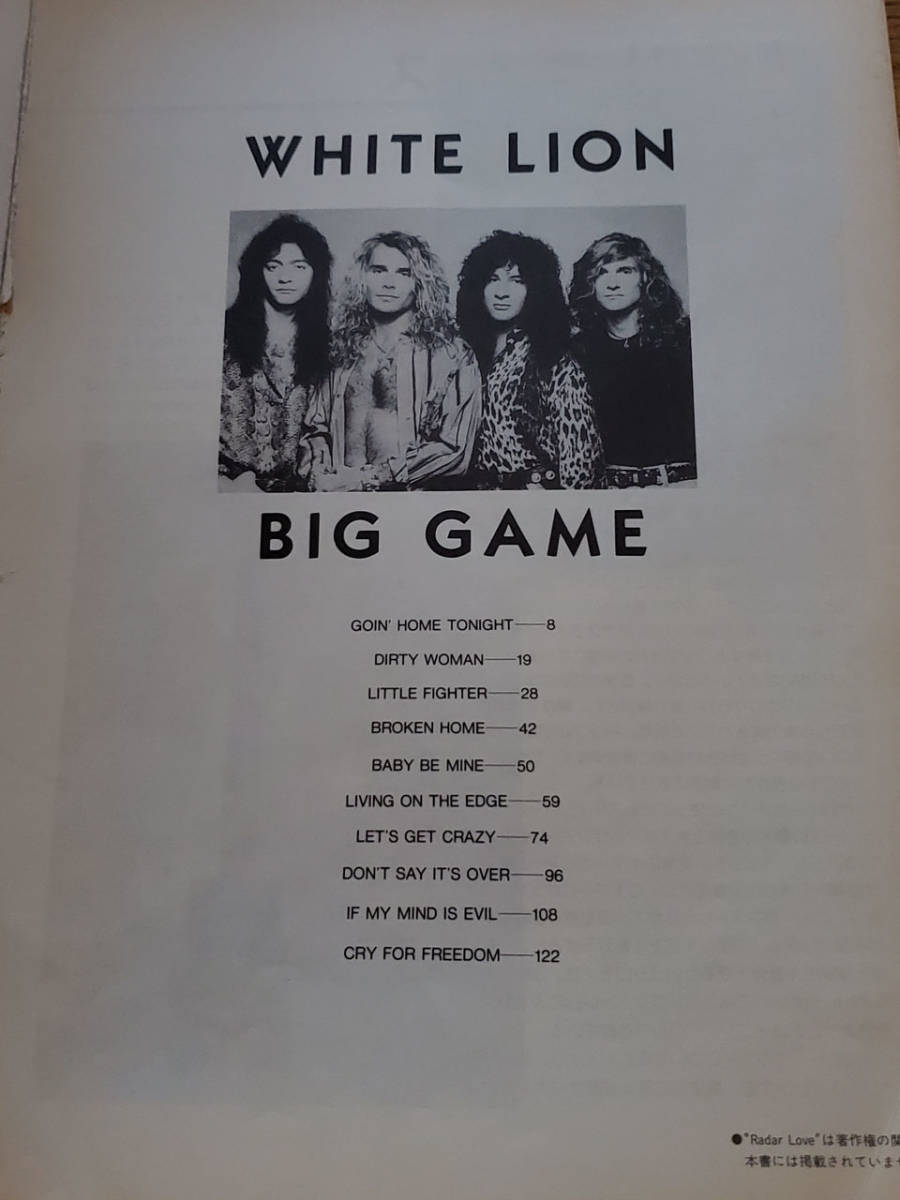 WHITE LION
BIG GAME
GOIN' HOME TONIGHT——8
DIRTY WOMAN——19
LITTLE FIGHTER——28
BROKEN HOME——42
BABY BE MINE——50
LIVING ON THE EDGE——59
LET'S GET CRAZY——74
DON'T SAY IT'S OVER——96
IF MY MIND IS EVIL——108
CRY FOR FREEDOM——122
●"Radar Love"は著作権の関
本書には掲載されていませ